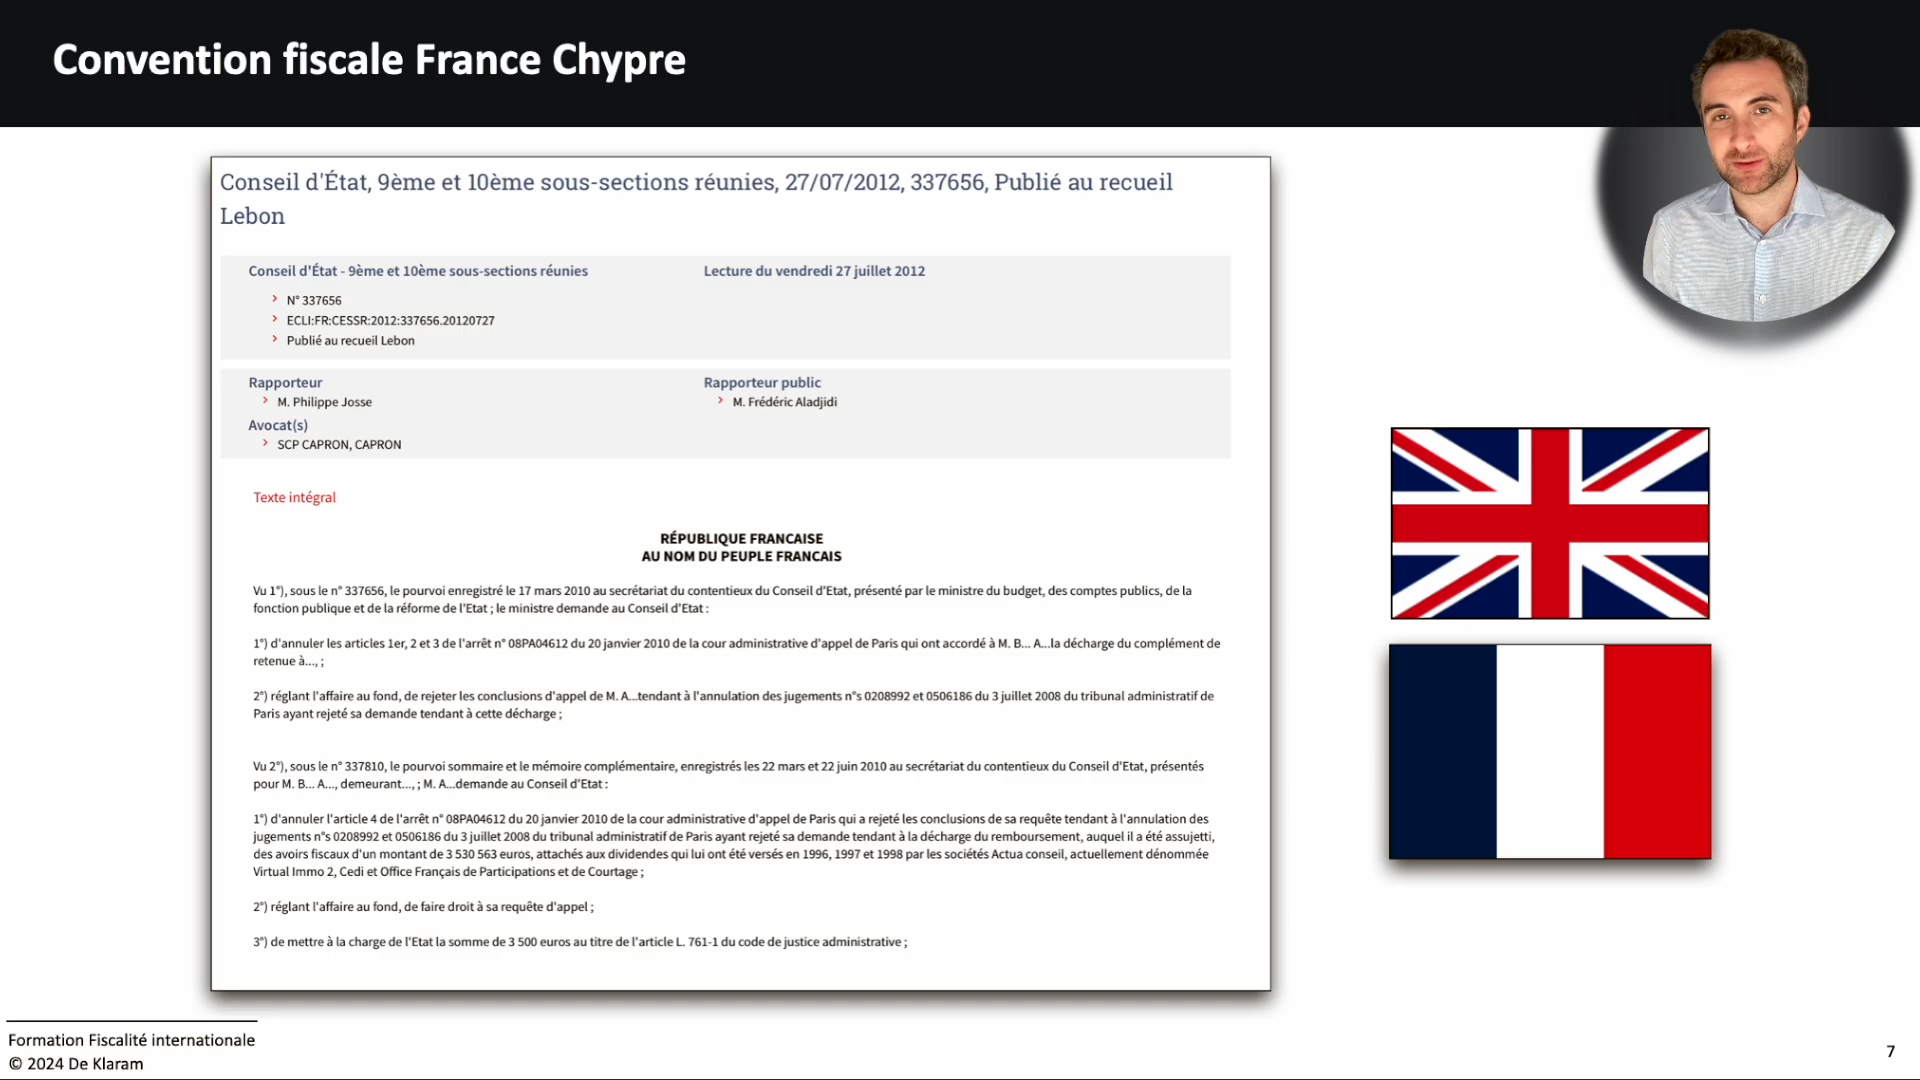 Convention fiscale France Chypre
Conseil d'État, 9ème et 10ème sous-sections réunies, 27/07/2012, 337656, Publié au recueil
Lebon
Conseil d'État - 9ème et 10ème sous-sections réunies
Lecture du vendredi 27 juillet 2012
N° 337656
ECLI:FR:CESSR:2012:337656.20120727
Publié au recueil Lebon
Rapporteur
M. Philippe Josse
Rapporteur public
M. Frédéric Aladjidi
Avocat(s)
SCP CAPRON, CAPRON
Texte intégral
RÉPUBLIQUE FRANCAISE
AU NOM DU PEUPLE FRANCAIS
Vu 1°), sous le n° 337656, le pourvoi enregistré le 17 mars 2010 au secrétariat du contentieux du Conseil d'Etat, présenté par le ministre du budget, des comptes publics, de la
fonction publique et de la réforme de l'Etat ; le ministre demande au Conseil d'Etat :
1°) d'annuler les articles 1er, 2 et 3 de l'arrêt n° 08PA04612 du 20 janvier 2010 de la cour administrative d'appel de Paris qui ont accordé à M. B... A...la décharge du complément de
retenue à..., ;
2°) réglant l'affaire au fond, de rejeter les conclusions d'appel de M. A...tendant à l'annulation des jugements n°s 0208992 et 0506186 du 3 juillet 2008 du tribunal administratif de
Paris ayant rejeté sa demande tendant à cette décharge ;
Vu 2°), sous le n° 337810, le pourvoi sommaire et le mémoire complémentaire, enregistrés les 22 mars et 22 juin 2010 au secrétariat du contentieux du Conseil d'Etat, présentés
pour M. B... A..., demeurant..., ; M. A...demande au Conseil d'Etat :
1°) d'annuler l'article 4 de l'arrêt n° 08PA04612 du 20 janvier 2010 de la cour administrative d'appel de Paris qui a rejeté les conclusions de sa requête tendant à l'annulation des
jugements n°s 0208992 et 0506186 du 3 juillet 2008 du tribunal administratif de Paris ayant rejeté sa demande tendant à la décharge du remboursement, auquel il a été assujetti,
des avoirs fiscaux d'un montant de 3 530 563 euros, attachés aux dividendes qui lui ont été versés en 1996, 1997 et 1998 par les sociétés Actua conseil, actuellement dénommée
Virtual Immo 2, Cedi et Office Français de Participations et de Courtage ;
2°) réglant l'affaire au fond, de faire droit à sa requête d'appel ;
3°) de mettre à la charge de l'Etat la somme de 3 500 euros au titre de l'article L. 761-1 du code de justice administrative ;
Formation Fiscalité internationale
© 2024 De Klaram
7